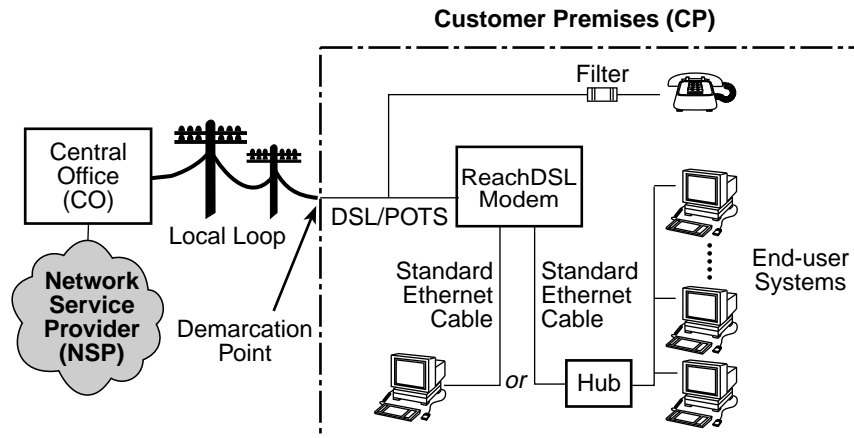 Customer Premises (CP)
Filter
Central
Office
(CO)
ReachDSL
Modem
Local Loop
DSL/POTS
Network
Service
Provider
(NSP)
Demarcation
Point
Standard
Ethernet
Cable
Standard
Ethernet
Cable
End-user
Systems
or
Hub